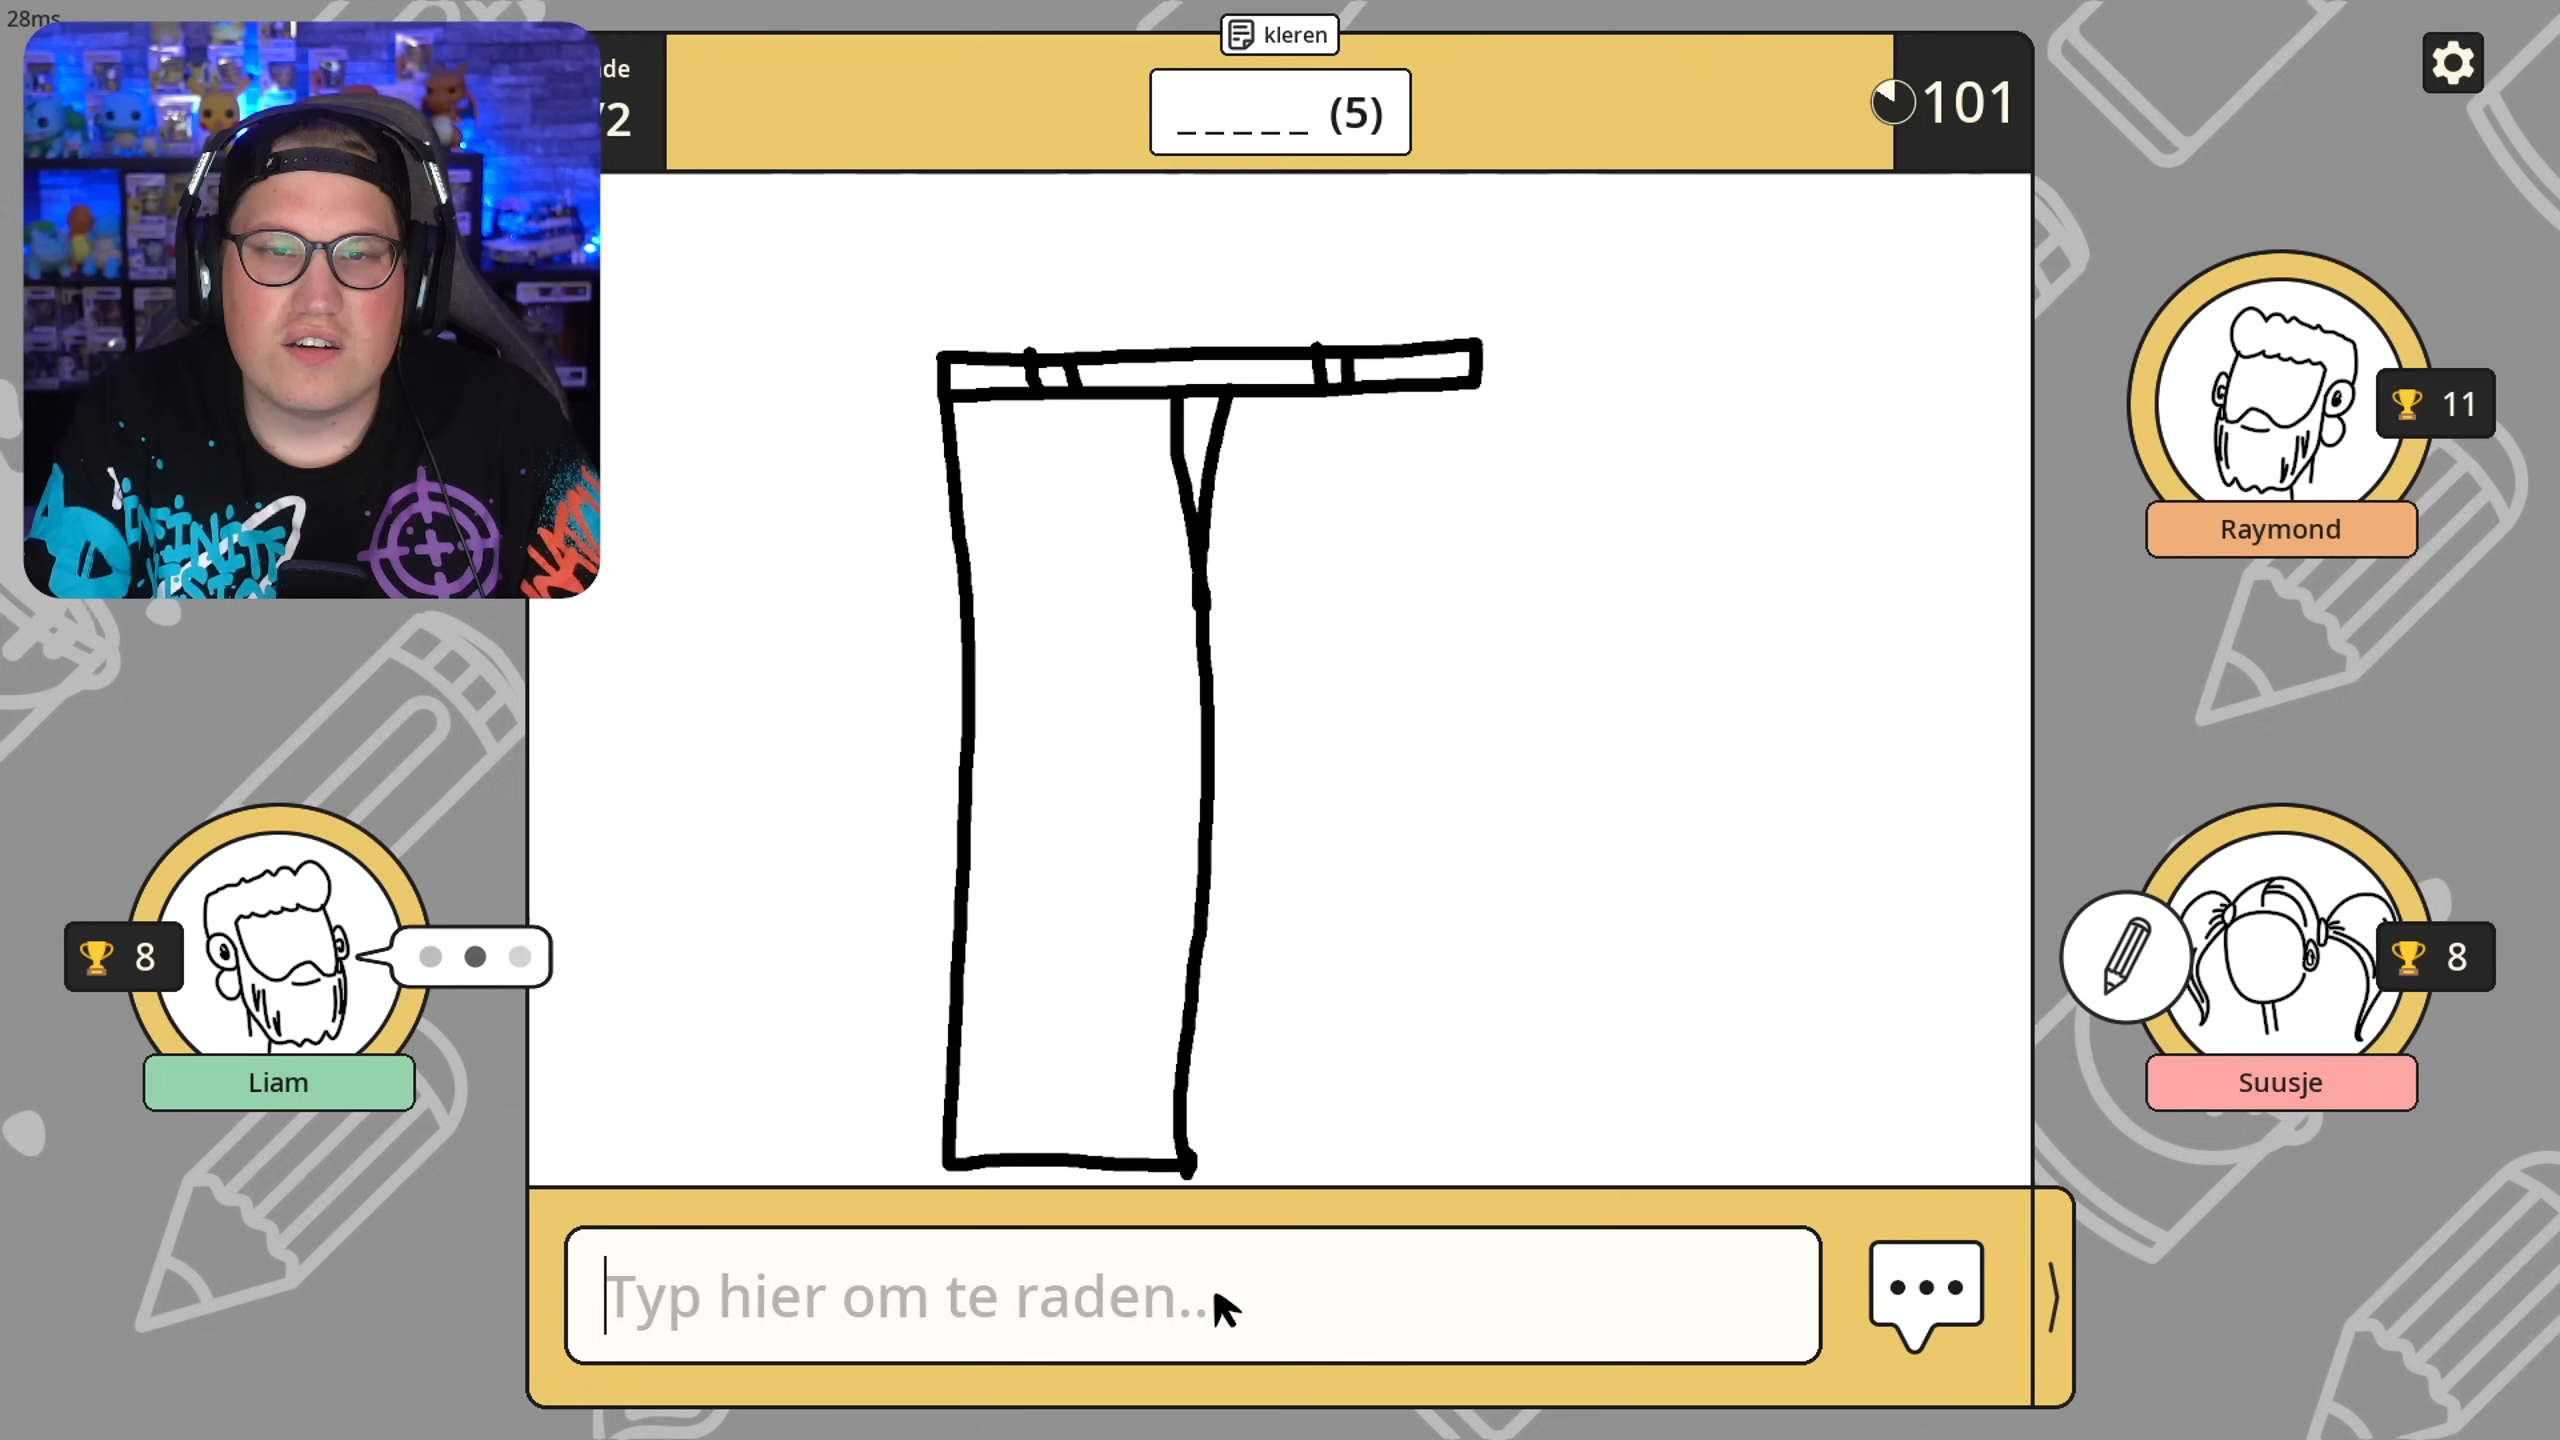 28ms
kleren
de
/2
_ _ _ _ _ (5)
101
11
Raymond
8
Liam
8
Suusje
Typ hier om te raden...